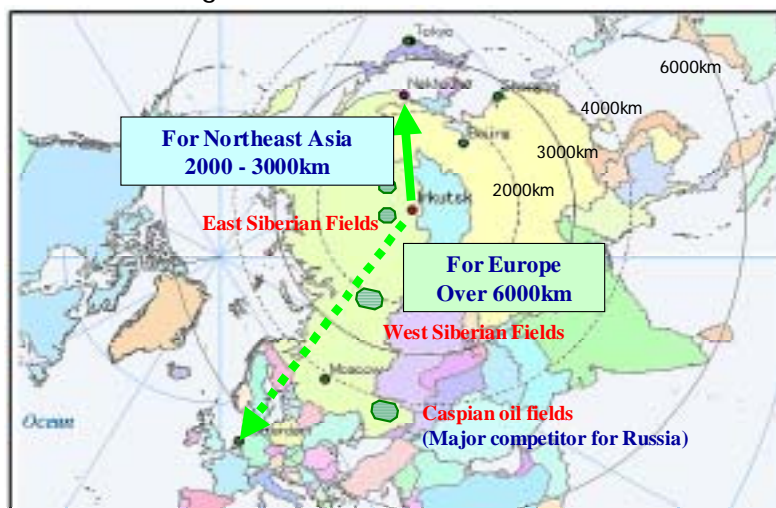 Tokyo
6000km
Nakhodka
4000km
For Northeast Asia
2000 - 3000km
3000km
2000km
Irkutsk
East Siberian Fields
For Europe
Over 6000km
West Siberian Fields
Moscow
Caspian oil fields
(Major competitor for Russia)
Ocean